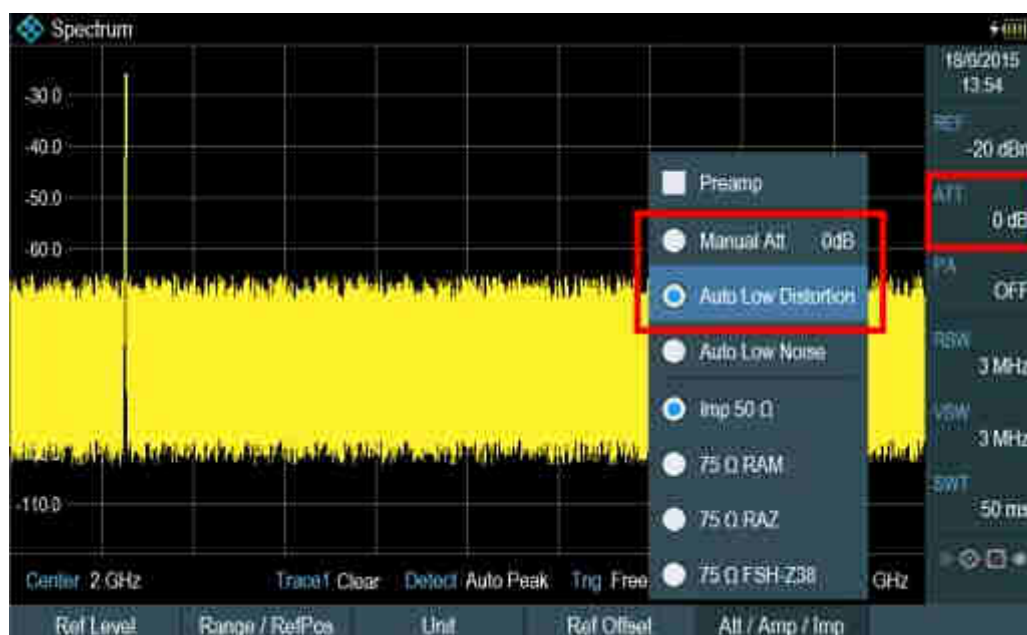 Spectrum
18/6/2015
13:54
-30.0
REF
-20 dBm
-40.0
Preamp
-50.0
ATT
0 dB
Manual Att 0dB
-60.0
PA
OFF
Auto Low Distortion
Auto Low Noise
RBW
3 MHz
Imp 50 Ω
VBW
3 MHz
75 Ω RAM
SWT
50 ms
-110.0
75 Ω RAZ
75 Ω FSH-Z38
Center 2 GHz Trace1 Clear Detect Auto Peak Trig Free GHz
Ref Level Range / RefPos Unit Ref Offset Att / Amp / Imp